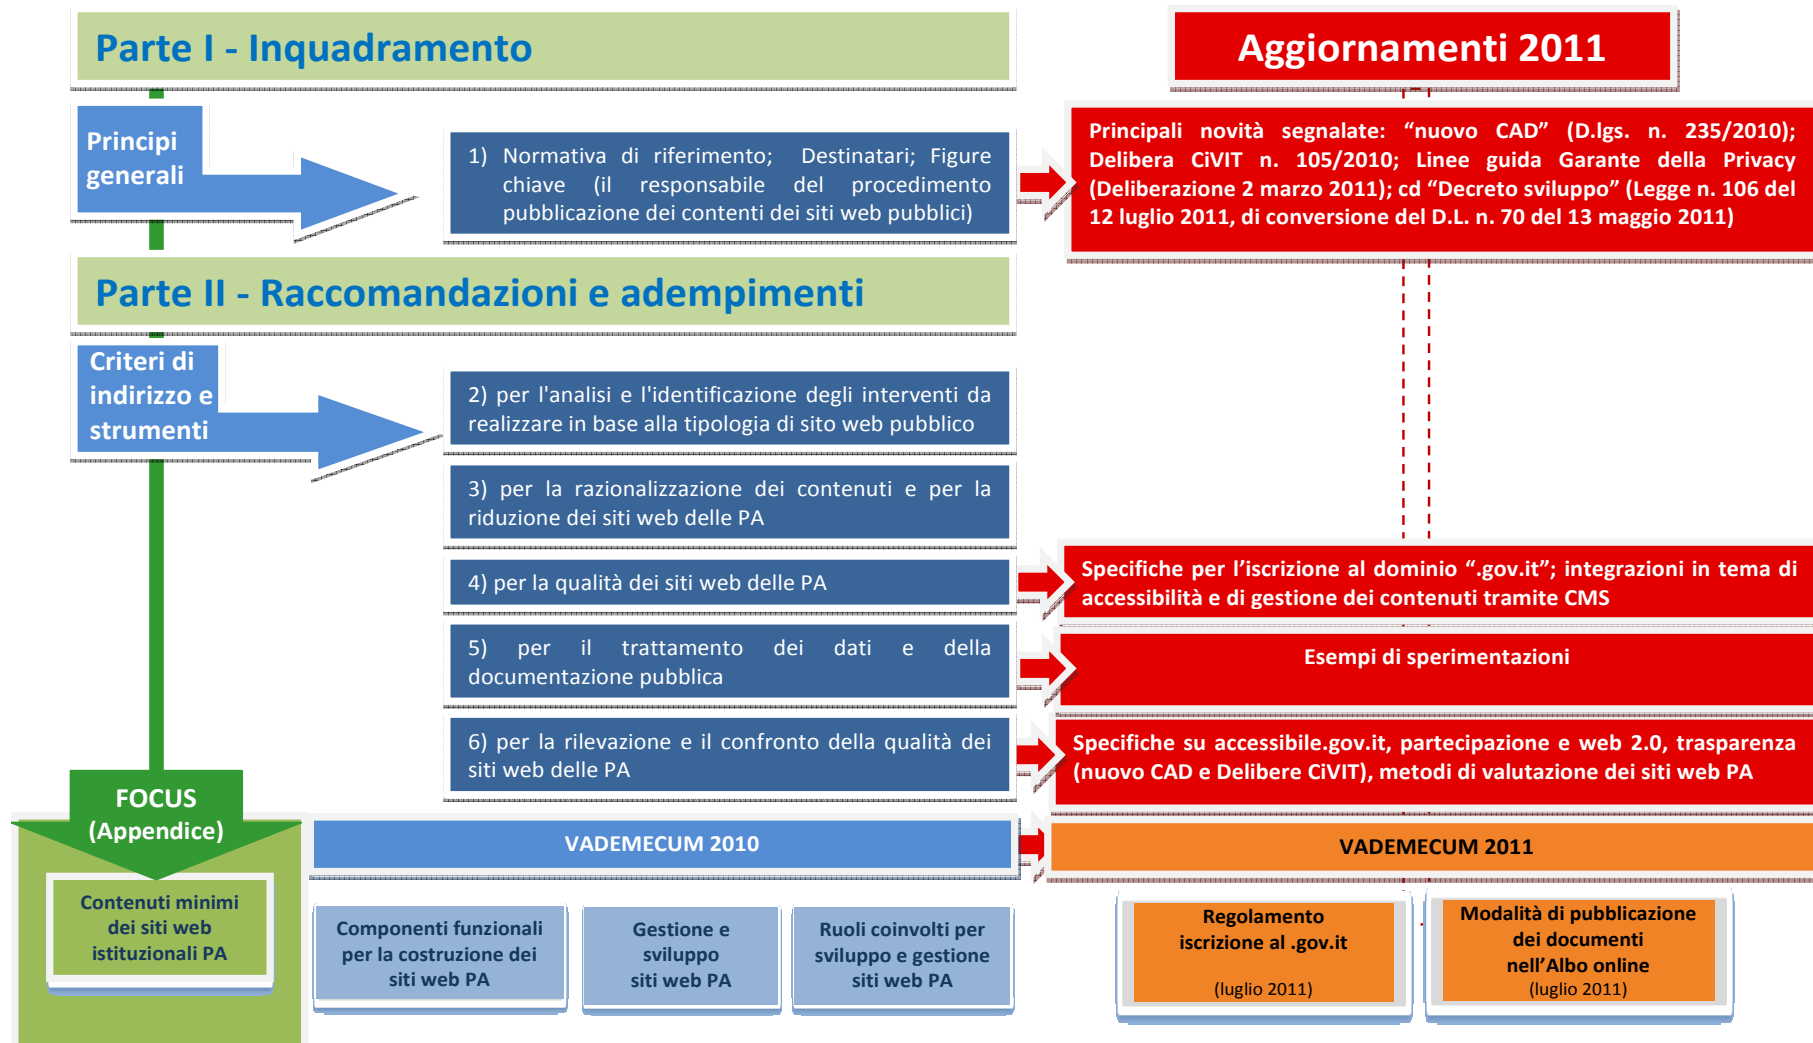 Parte I - Inquadramento
Aggiornamenti 2011
Principi
generali
1) Normativa di riferimento; Destinatari; Figure
chiave (il responsabile del procedimento
pubblicazione dei contenti dei siti web pubblici)
Principali novità segnalate: “nuovo CAD” (D.lgs. n. 235/2010);
Delibera CiVIT n. 105/2010; Linee guida Garante della Privacy
(Deliberazione 2 marzo 2011); cd “Decreto sviluppo” (Legge n. 106 del
12 luglio 2011, di conversione del D.L. n. 70 del 13 maggio 2011)
Parte II - Raccomandazioni e adempimenti
Criteri di
indirizzo e
strumenti
2) per l'analisi e l'identificazione degli interventi da
realizzare in base alla tipologia di sito web pubblico
3) per la razionalizzazione dei contenuti e per la
riduzione dei siti web delle PA
4) per la qualità dei siti web delle PA
Specifiche per l’iscrizione al dominio “.gov.it”; integrazioni in tema di
accessibilità e di gestione dei contenuti tramite CMS
5) per il trattamento dei dati e della
documentazione pubblica
Esempi di sperimentazioni
6) per la rilevazione e il confronto della qualità dei
siti web delle PA
Specifiche su accessibile.gov.it, partecipazione e web 2.0, trasparenza
(nuovo CAD e Delibere CiVIT), metodi di valutazione dei siti web PA
FOCUS
(Appendice)
VADEMECUM 2010
VADEMECUM 2011
Contenuti minimi
dei siti web
istituzionali PA
Componenti funzionali
per la costruzione dei
siti web PA
Gestione e
sviluppo
siti web PA
Ruoli coinvolti per
sviluppo e gestione
siti web PA
Regolamento
iscrizione al .gov.it
(luglio 2011)
Modalità di pubblicazione
dei documenti
nell’Albo online
(luglio 2011)